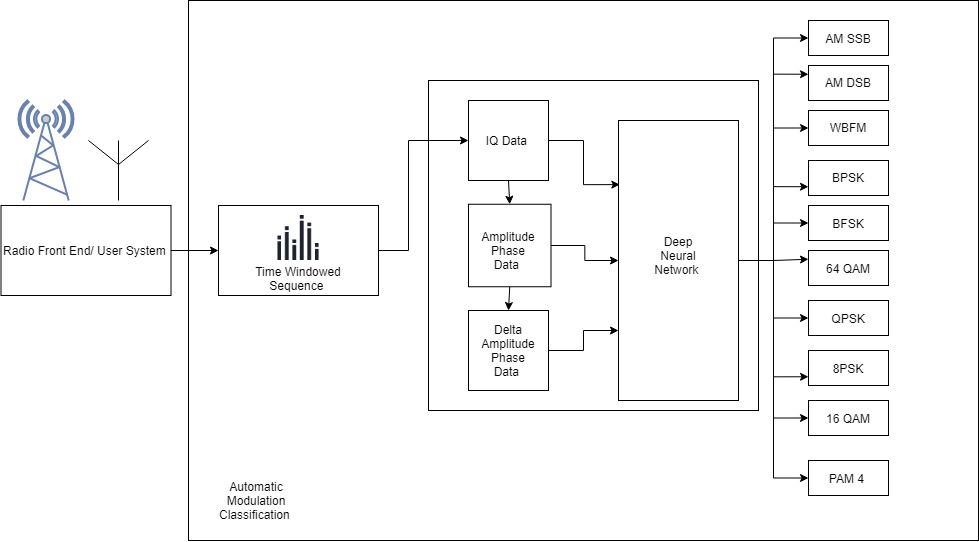 Radio Front End/ User System
Time Windowed
Sequence
IQ Data
Amplitude
Phase
Data
Delta
Amplitude
Phase
Data
Deep
Neural
Network
AM SSB
AM DSB
WBFM
BPSK
BFSK
64 QAM
QPSK
8PSK
16 QAM
PAM 4
Automatic
Modulation
Classification